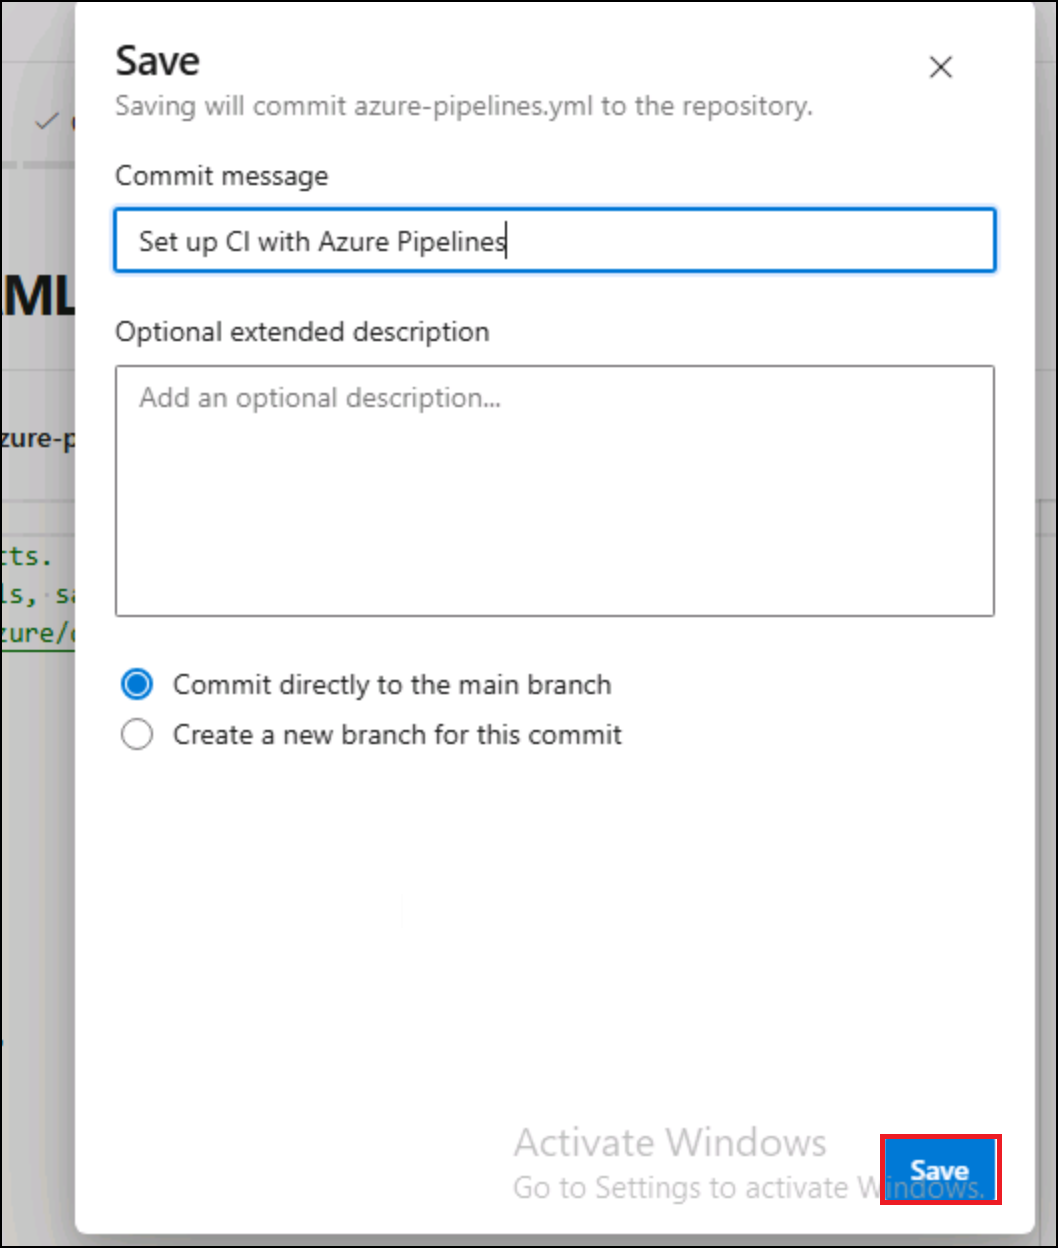 Save
Saving will commit azure-pipelines.yml to the repository.
Commit message
ML
Set up CI with Azure Pipelines
Optional extended description
Add an optional description...
zure-p
cts.
ls, sa
zure/
Commit directly to the main branch
Create a new branch for this commit
Activate Windows
Go to Settings to activate Windows.
Save